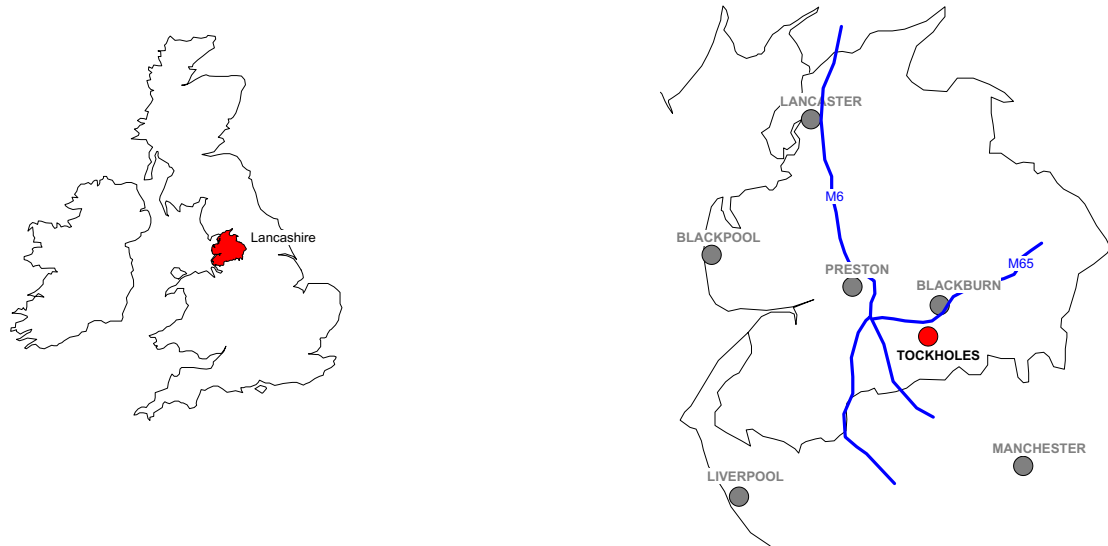 Lancashire
LANCASTER
M6
BLACKPOOL
PRESTON
M65
BLACKBURN
TOCKHOLES
MANCHESTER
LIVERPOOL